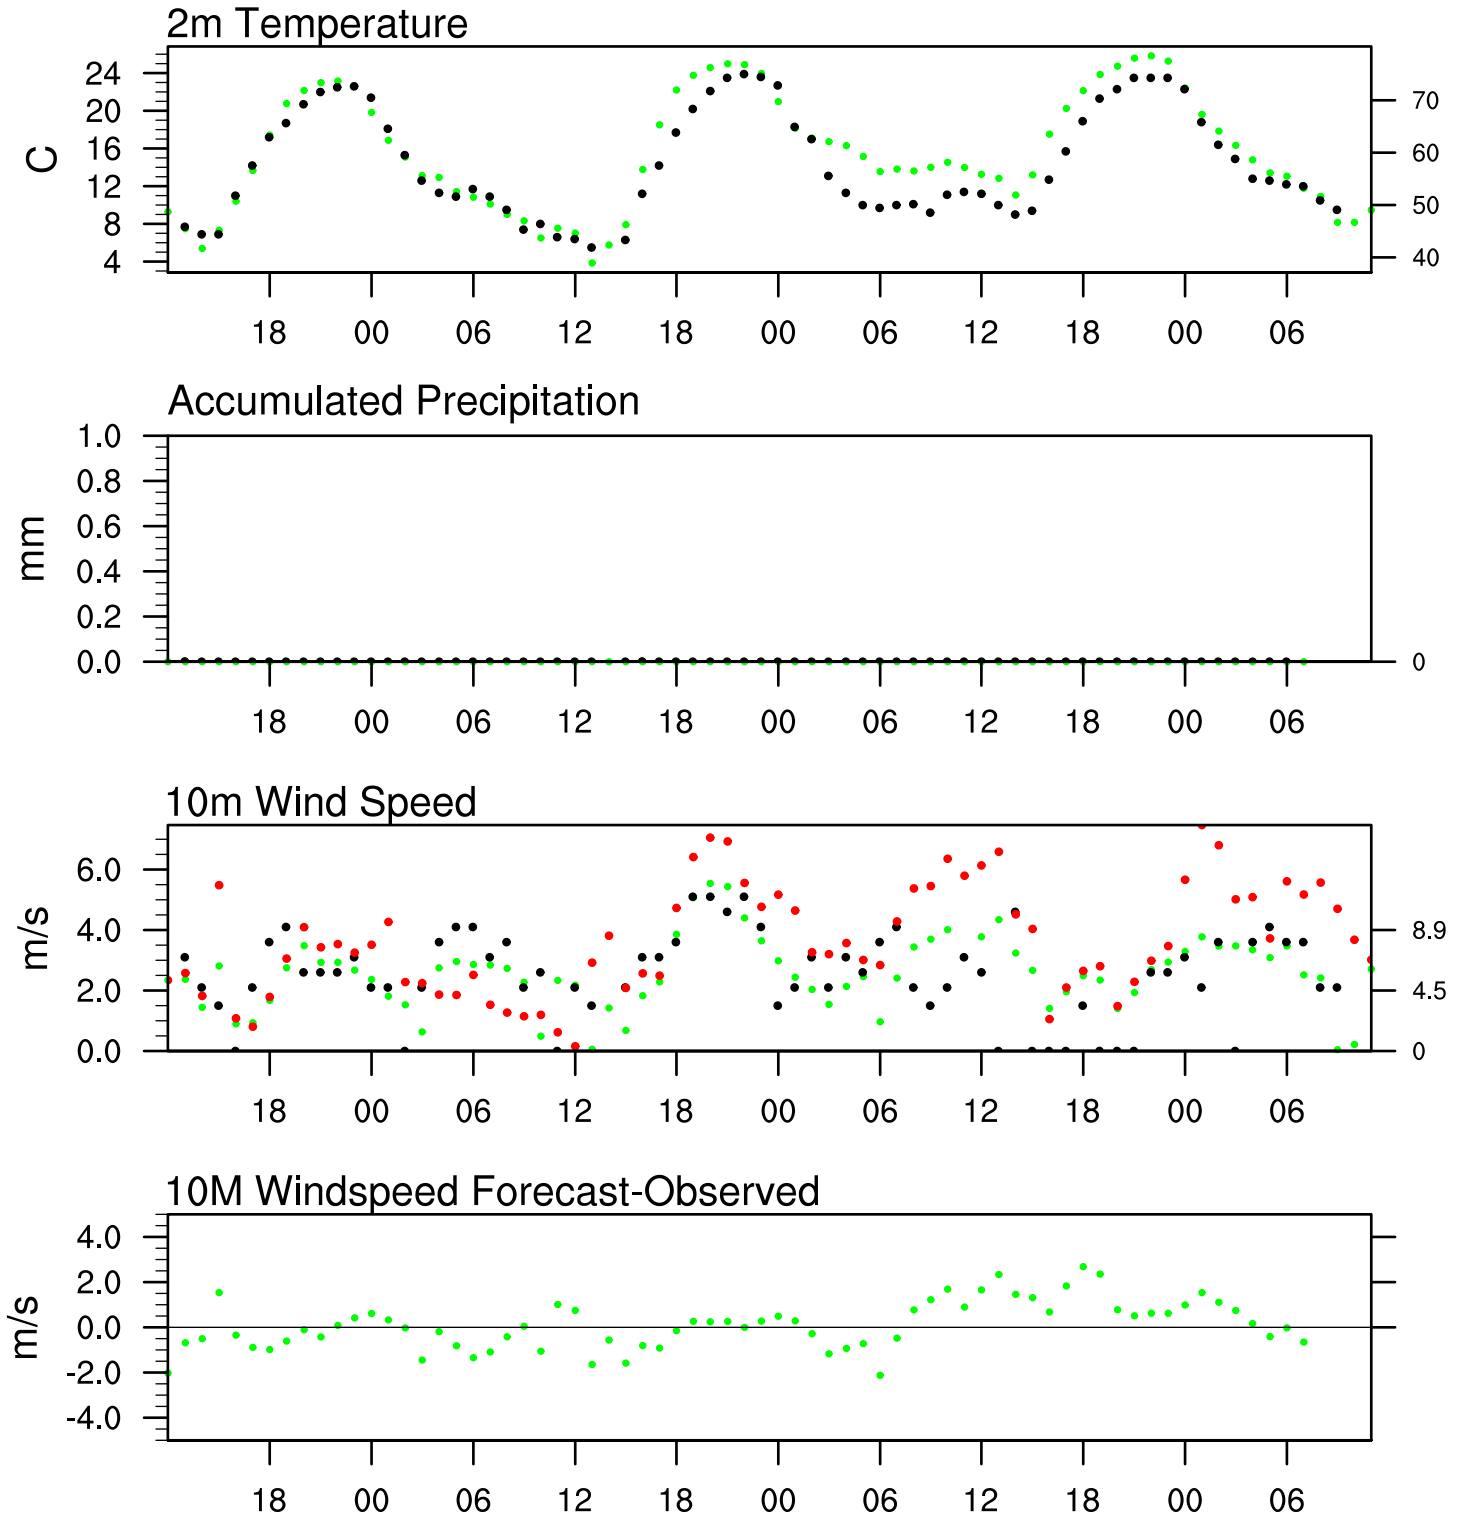 2m Temperature
24
20
16
12
8
4
C
70
60
50
40
18 00 06 12 18 00 06 12 18 00 06
Accumulated Precipitation
1.0
0.8
0.6
0.4
0.2
0.0
mm
0
18 00 06 12 18 00 06 12 18 00 06
10m Wind Speed
6.0
4.0
2.0
0.0
m/s
8.9
4.5
0
18 00 06 12 18 00 06 12 18 00 06
10M Windspeed Forecast-Observed
4.0
2.0
0.0
-2.0
-4.0
m/s
18 00 06 12 18 00 06 12 18 00 06